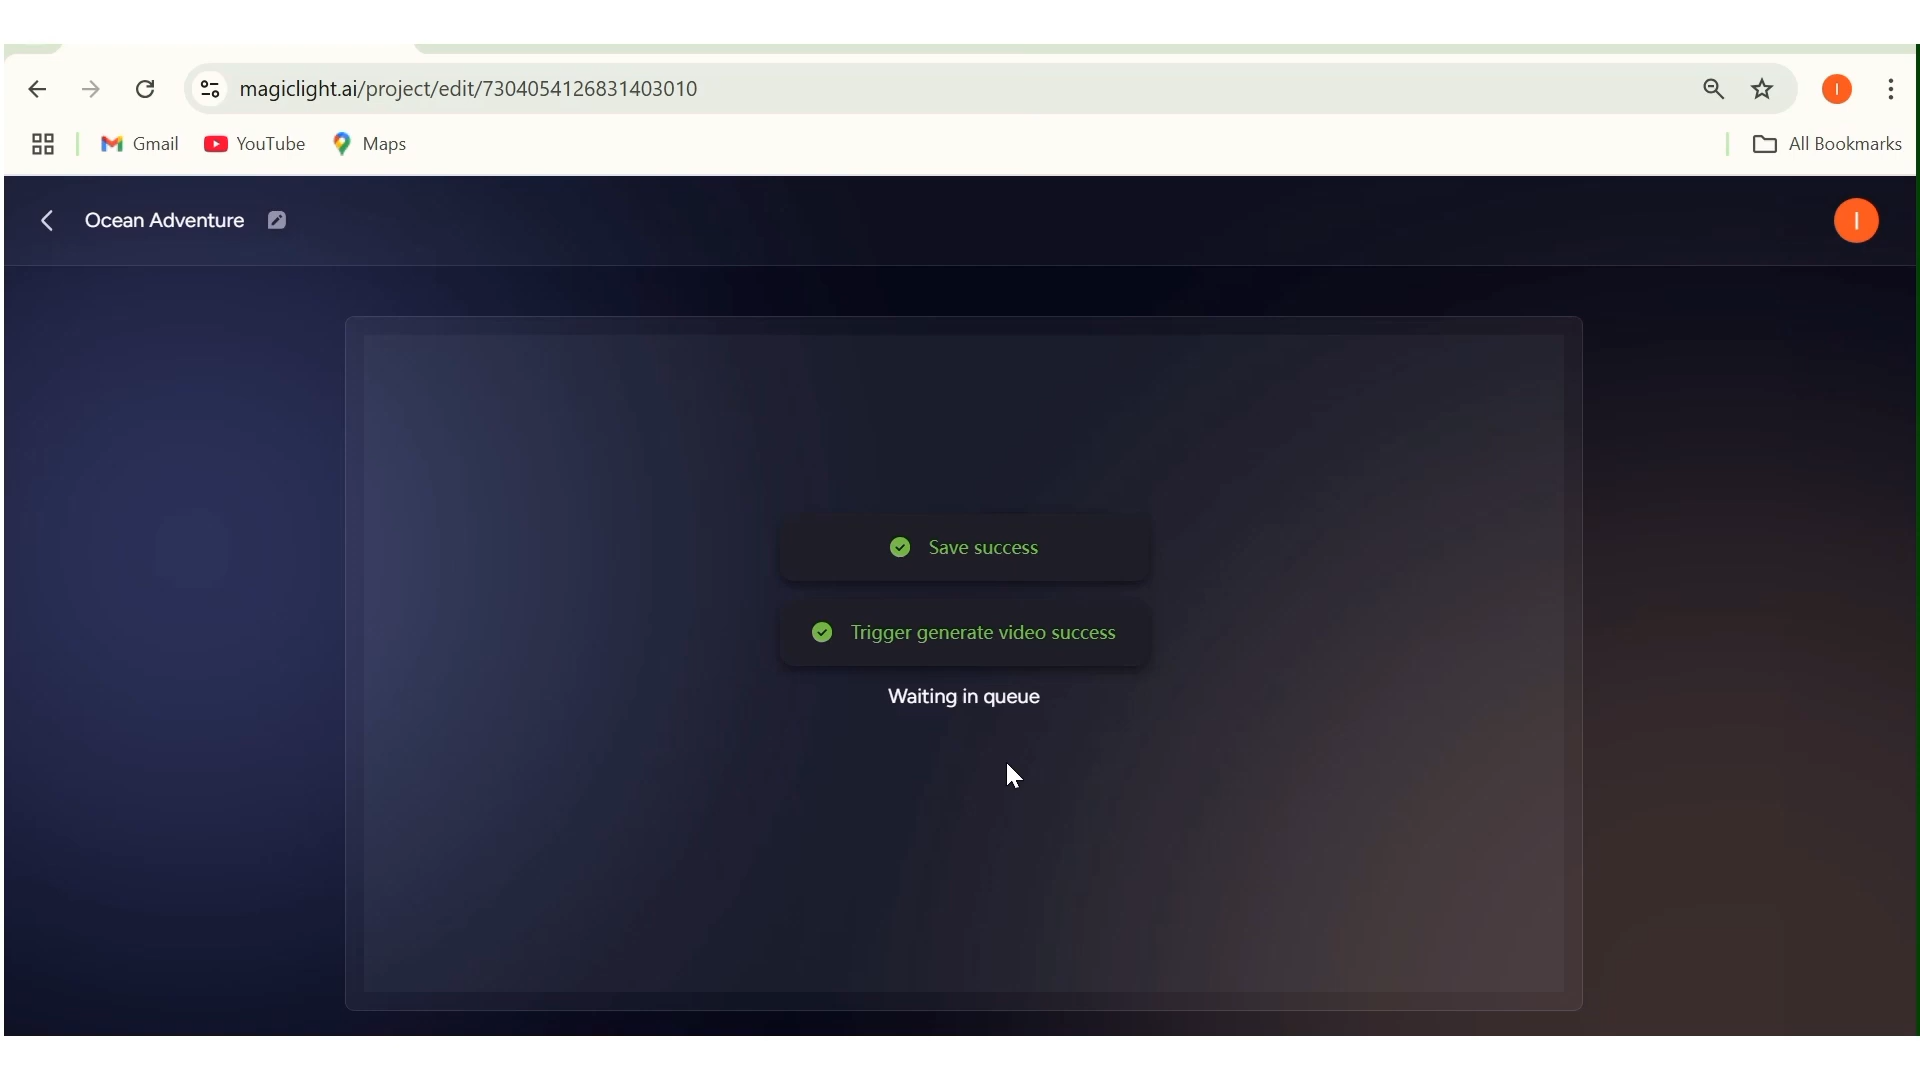 magiclight.ai/project/edit/7304054126831403010
I
Gmail
YouTube
Maps
All Bookmarks
Ocean Adventure
I
Save success
Trigger generate video success
Waiting in queue